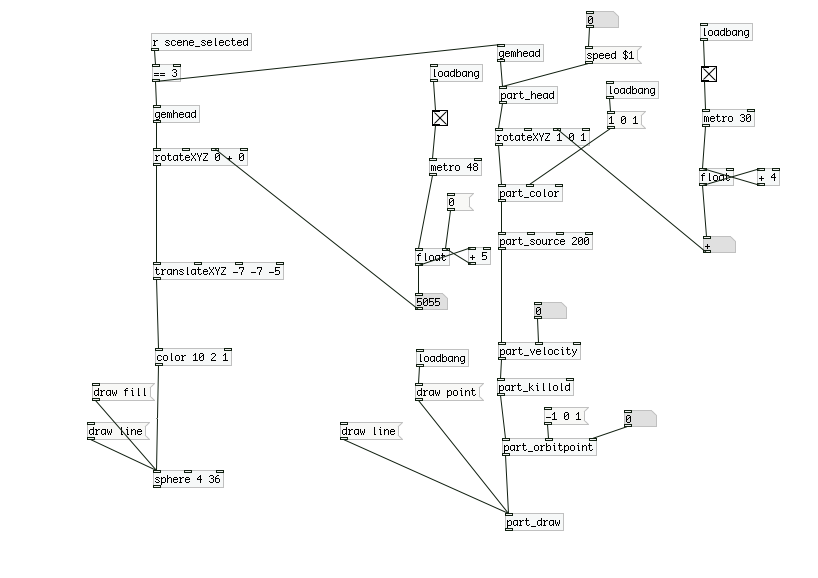 r scene_selected
== 3
gemhead
rotateXYZ 0 + 0
translateXYZ -7 -7 -5
color 10 2 1
draw fill
draw line
sphere 4 36
loadbang
metro 48
0
float
+ 5
5055
loadbang
draw point
draw line
0
speed $1
gemhead
part_head
loadbang
1 0 1
rotateXYZ 1 0 1
part_color
part_source 200
0
part_velocity
part_killold
-1 0 1
0
part_orbitpoint
part_draw
loadbang
metro 30
float
+ 4
+